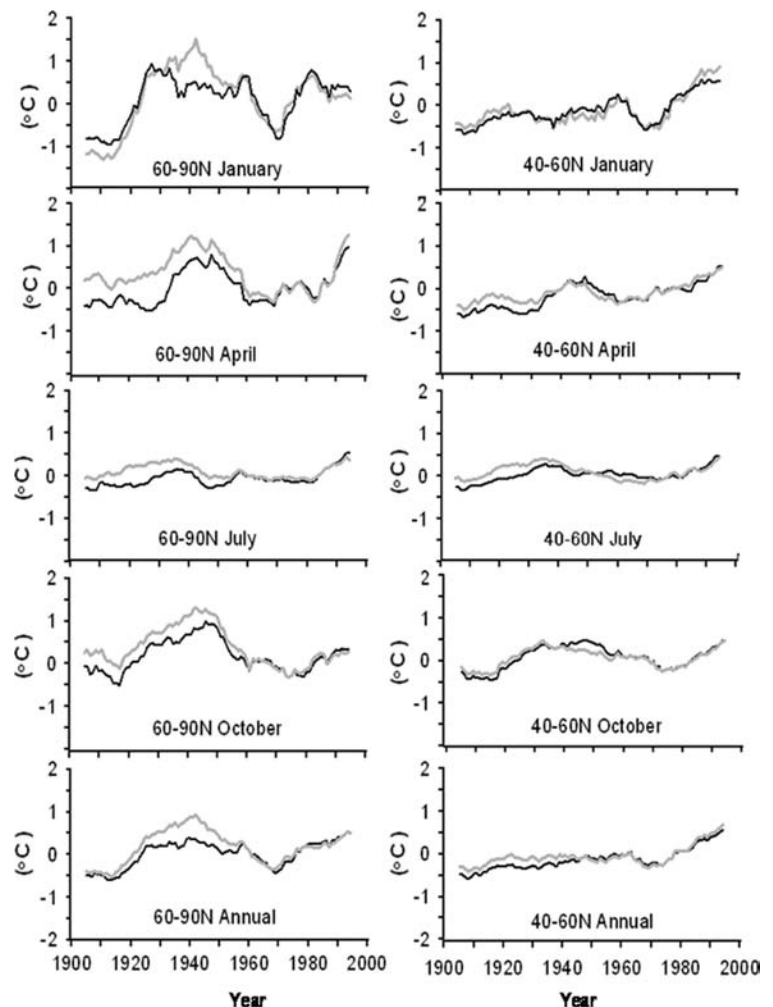 2
1
0
-1
(°C)
60-90N January
2
1
0
-1
(°C)
40-60N January
2
1
0
-1
(°C)
60-90N April
2
1
0
-1
(°C)
40-60N April
2
1
0
-1
(°C)
60-90N July
2
1
0
-1
(°C)
40-60N July
2
1
0
-1
(°C)
60-90N October
2
1
0
-1
(°C)
40-60N October
2
1
0
-1
-2
(°C)
60-90N Annual
1900 1920 1940 1960 1980 2000
Year
2
1
0
-1
-2
(°C)
40-60N Annual
1900 1920 1940 1960 1980 2000
Year